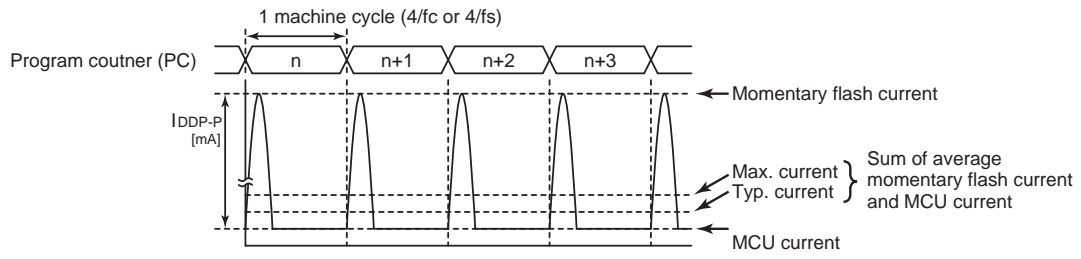 1 machine cycle (4/fc or 4/fs)
Program coutner (PC)
n
n+1
n+2
n+3
Momentary flash current
IDDP-P
[mA]
Max. current
Typ. current
Sum of average
momentary flash current
and MCU current
MCU current